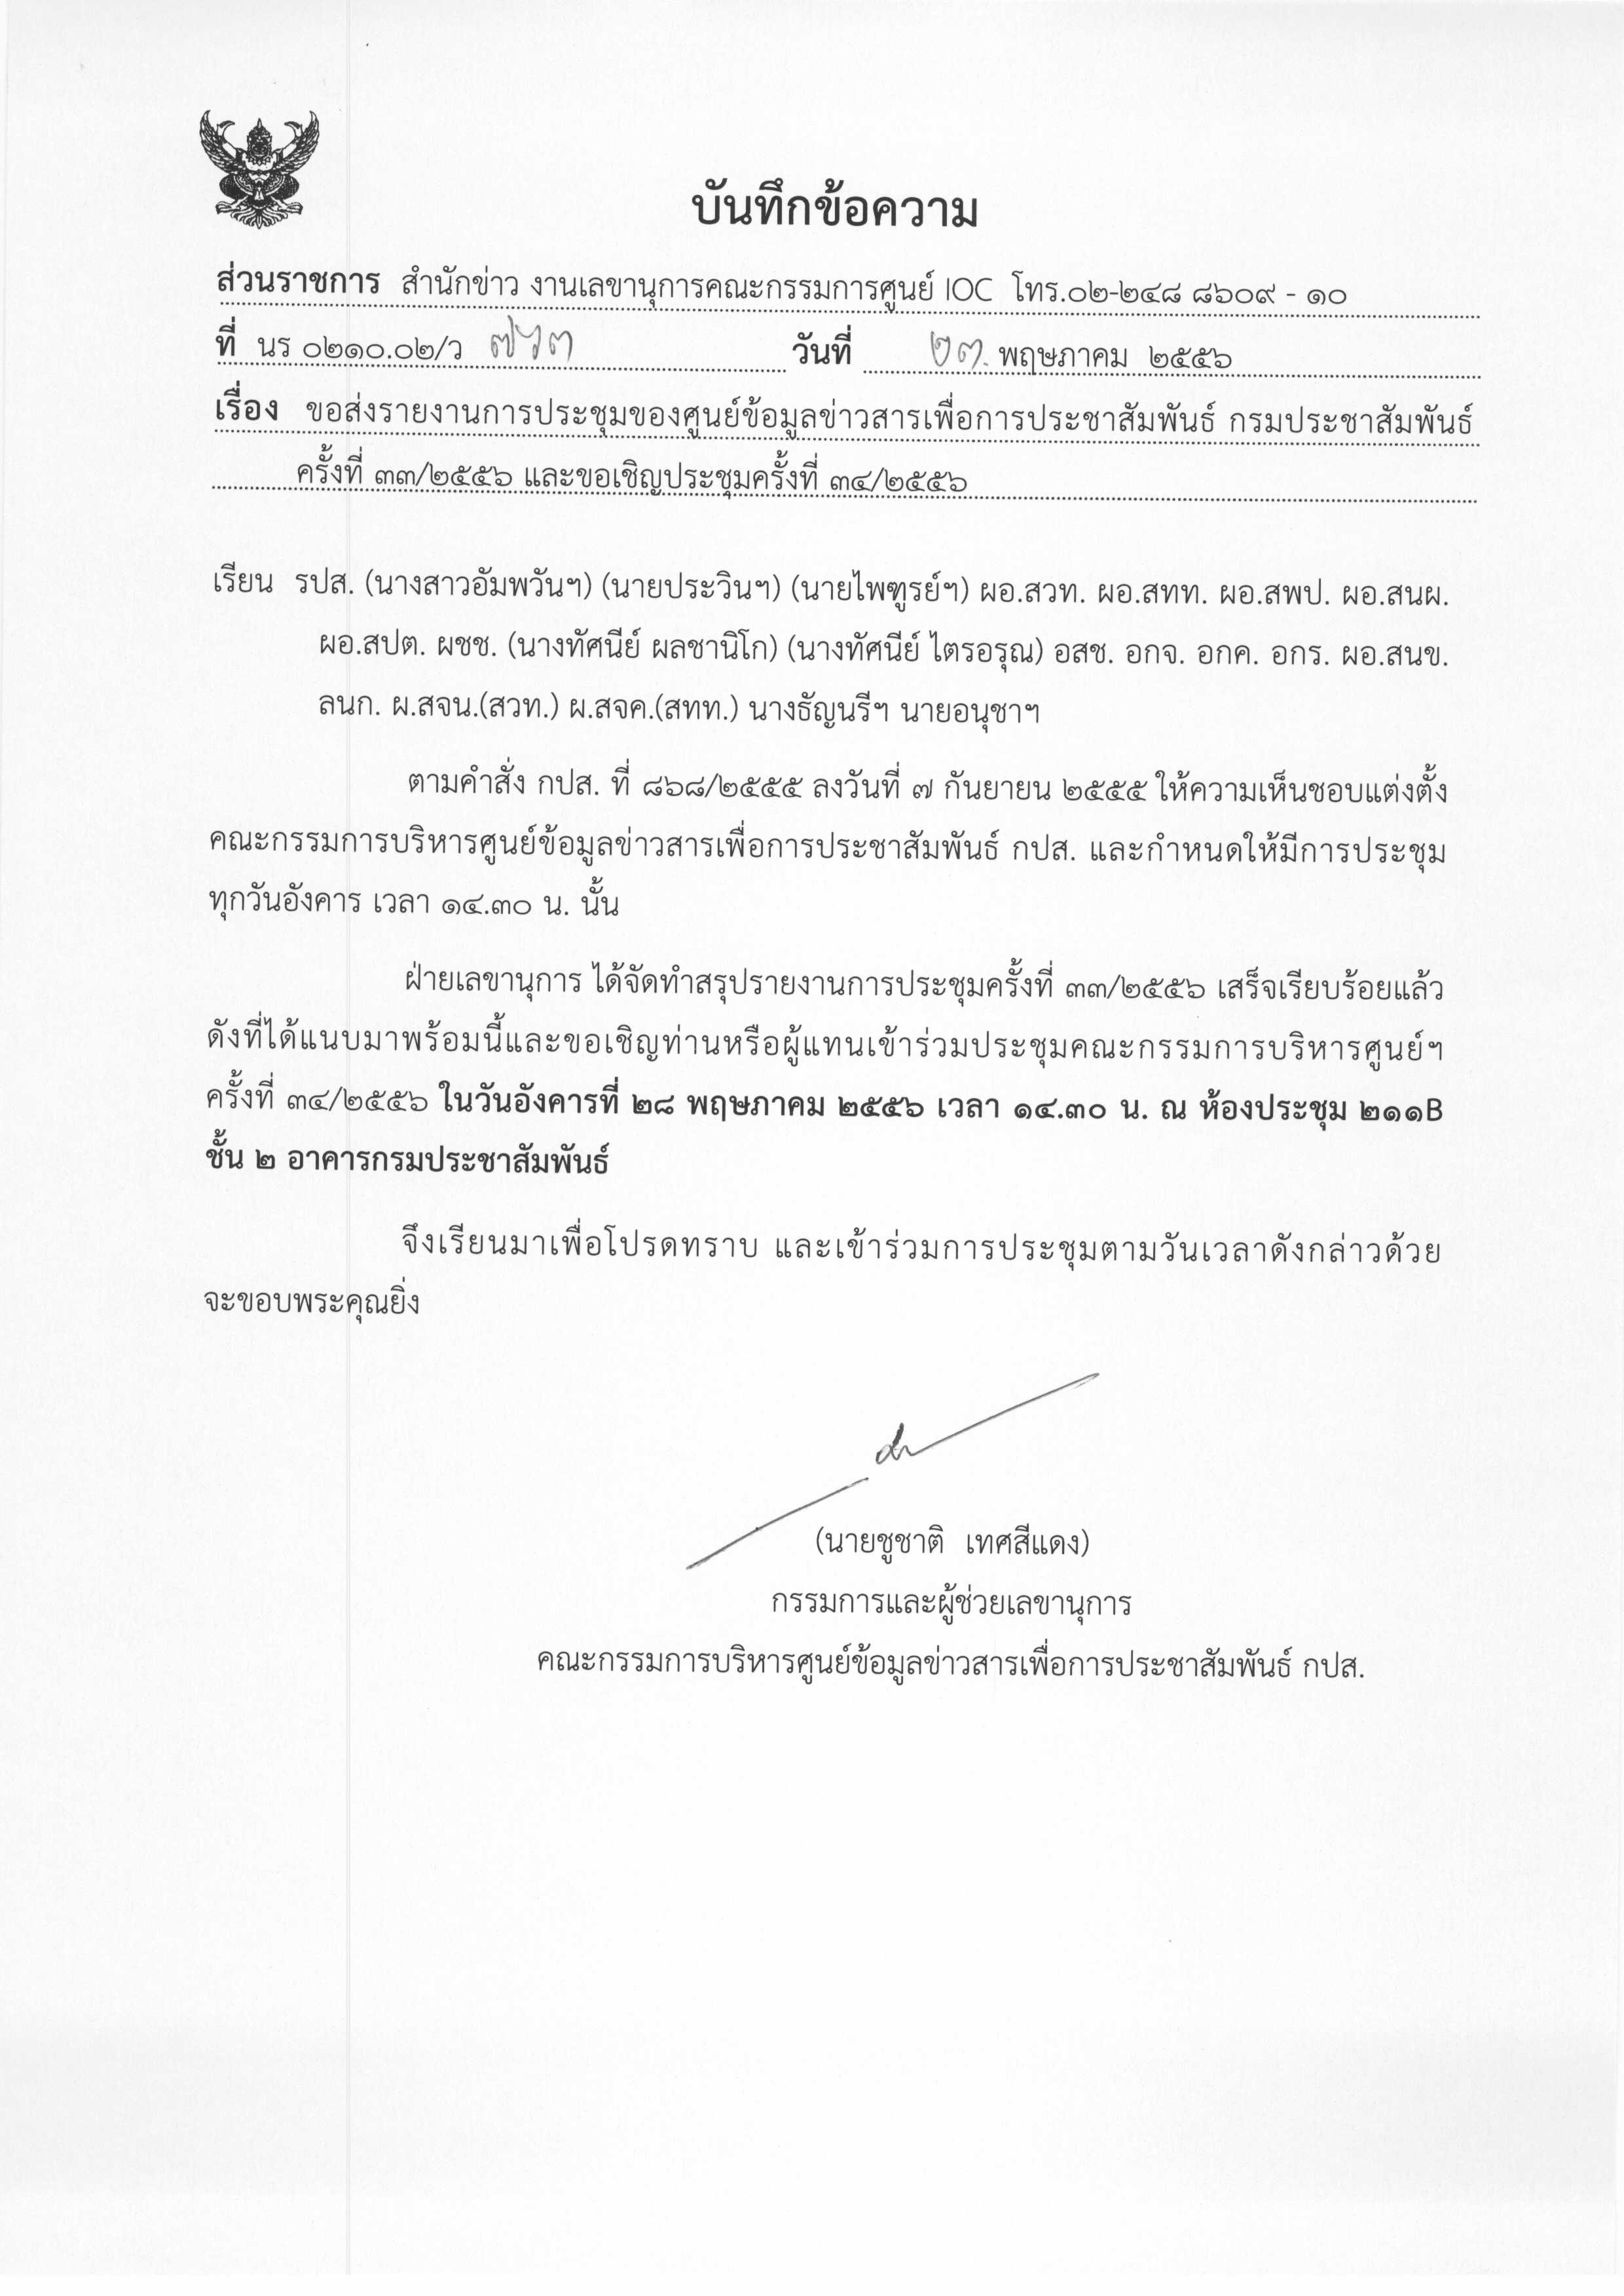 บันทึกข้อความ
ส่วนราชการ สำนักข่าว งานเลขานุการคณะกรรมการศูนย์ IOC โทร.๐๒-๒๔๘ ๘๖๐๙ - ๑๐
ที่ นร ๐๒๑๐.๐๒/ว วันที่ ๒๓ พฤษภาคม ๒๕๕๖
เรื่อง ขอส่งรายงานการประชุมของศูนย์ข้อมูลข่าวสารเพื่อการประชาสัมพันธ์ กรมประชาสัมพันธ์
ครั้งที่ ๓๓/๒๕๕๖ และขอเชิญประชุมครั้งที่ ๓๔/๒๕๕๖
เรียน รปส. (นางสาวอัมพวันฯ) (นายประวินฯ) (นายไพฑูรย์ฯ) ผอ.สวท. ผอ.สทท. ผอ.สพป. ผอ.สนผ.
ผอ.สปต. ผชช. (นางทัศนีย์ ผลชานิโก) (นางทัศนีย์ ไตรอรุณ) อสช. อกจ. อกค. อกร. ผอ.สนข.
ลนก. ผ.สจน.(สวท.) ผ.สจค.(สทท.) นางธัญนรีฯ นายอนุชาฯ
ตามคำสั่ง กปส. ที่ ๘๖๘/๒๕๕๕ ลงวันที่ ๗ กันยายน ๒๕๕๕ ให้ความเห็นชอบแต่งตั้ง
คณะกรรมการบริหารศูนย์ข้อมูลข่าวสารเพื่อการประชาสัมพันธ์ กปส. และกำหนดให้มีการประชุม
ทุกวันอังคาร เวลา ๑๔.๓๐ น. นั้น
ฝ่ายเลขานุการ ได้จัดทำสรุปรายงานการประชุมครั้งที่ ๓๓/๒๕๕๖ เสร็จเรียบร้อยแล้ว
ดังที่ได้แนบมาพร้อมนี้และขอเชิญท่านหรือผู้แทนเข้าร่วมประชุมคณะกรรมการบริหารศูนย์ฯ
ครั้งที่ ๓๔/๒๕๕๖ ในวันอังคารที่ ๒๘ พฤษภาคม ๒๕๕๖ เวลา ๑๔.๓๐ น. ณ ห้องประชุม ๒๑๑B
ชั้น ๒ อาคารกรมประชาสัมพันธ์
จึงเรียนมาเพื่อโปรดทราบ และเข้าร่วมการประชุมตามวันเวลาดังกล่าวด้วย
จะขอบพระคุณยิ่ง
(นายชูชาติ เทศสีแดง)
กรรมการและผู้ช่วยเลขานุการ
คณะกรรมการบริหารศูนย์ข้อมูลข่าวสารเพื่อการประชาสัมพันธ์ กปส.